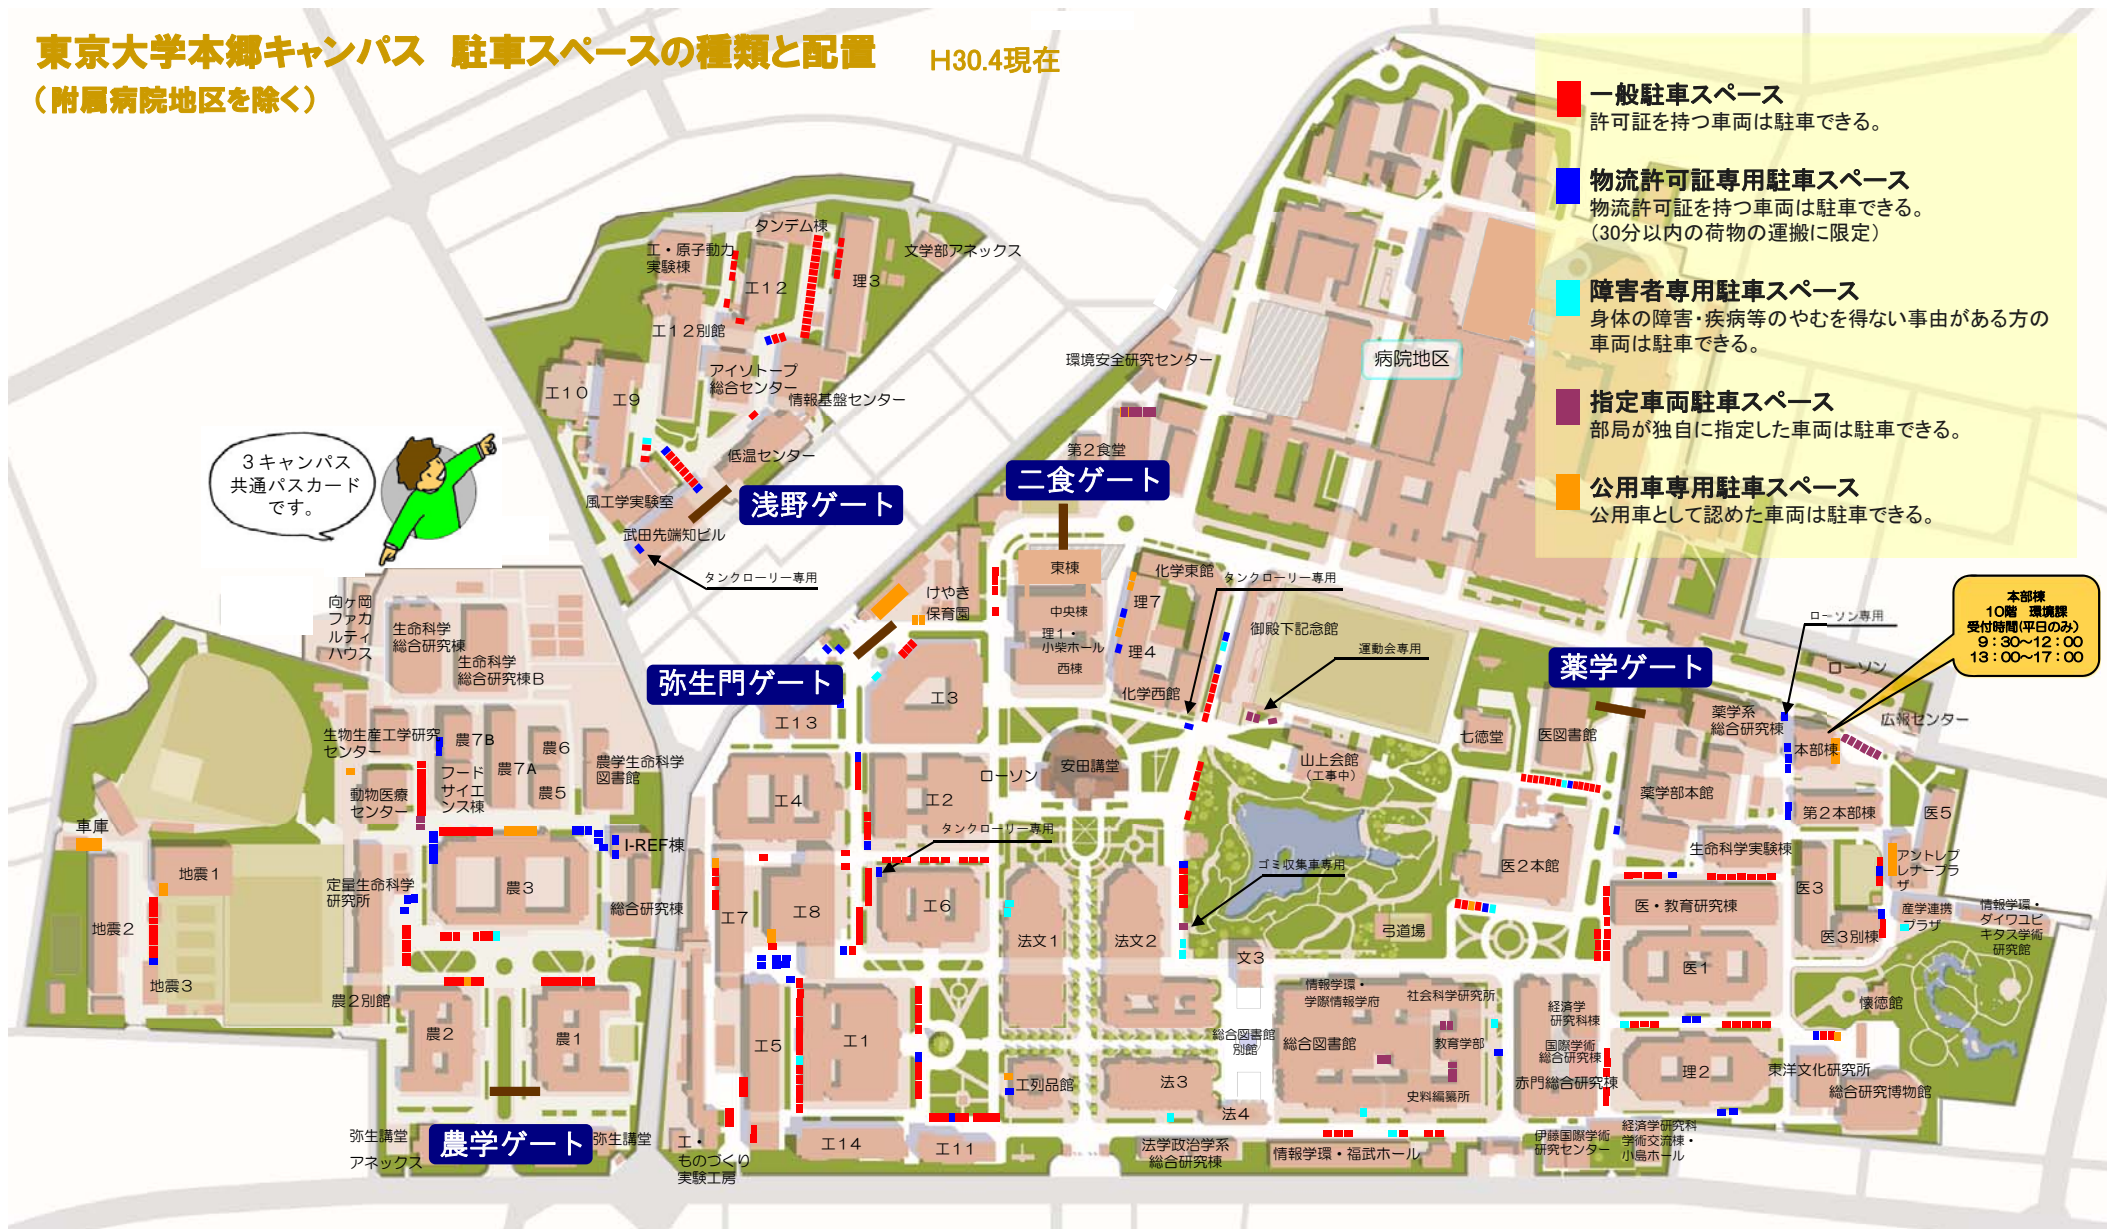 東京大学本郷キャンパス　駐車スペースの種類と配置　H30.4現在
（附属病院地区を除く）
一般駐車スペース
許可証を持つ車両は駐車できる。
物流許可証専用駐車スペース
物流許可証を持つ車両は駐車できる。
（30分以内の荷物の運搬に限定）
障害者専用駐車スペース
身体の障害・疾病等のやむを得ない事由がある方の
車両は駐車できる。
指定車両駐車スペース
部局が独自に指定した車両は駐車できる。
公用車専用駐車スペース
公用車として認めた車両は駐車できる。
本部棟
10階　環境課
受付時間(平日のみ)
9：30～12：00
13：00～17：00
３キャンパス
共通パスカード
です。
タンデム棟
工・原子動力
実験棟
工１２
理３
文学部アネックス
工１２別館
アイソトープ
総合センター
情報基盤センター
工１０
工９
低温センター
風工学実験室
浅野ゲート
武田先端知ビル
タンクローリー専用
環境安全研究センター
病院地区
第２食堂
二食ゲート
東棟
中央棟
理１・
小柴ホール
西棟
化学東館
理７
理４
化学西館
タンクローリー専用
御殿下記念館
運動会専用
けやき
保育園
弥生門ゲート
工３
工１３
薬学ゲート
ローソン専用
ローソン
広報センター
薬学系
総合研究棟
本部棟
七徳堂
医図書館
山上会館
（工事中）
薬学部本館
第２本部棟
医５
生命科学実験棟
医２本館
医３
アントレプ
レナープラ
ザ
産学連携
プラザ
情報学環・
ダイワユビ
キタス学術
研究館
医３別棟
医・教育研究棟
医１
懐徳館
向ヶ岡
ファカ
ルティ
ハウス
生命科学
総合研究棟
生命科学
総合研究棟B
生物生産工学研究
センター
農７B
農７A
農６
農５
農学生命科学
図書館
フード
サイエ
ンス棟
動物医療
センター
車庫
I-REF棟
地震１
地震２
地震３
定量生命科学
研究所
農３
総合研究棟
農２別館
農２
農１
弥生講堂
アネックス
農学ゲート
弥生講堂
工４
工２
ローソン
安田講堂
タンクローリー専用
工７
工８
工６
法文１
法文２
ゴミ収集車専用
弓道場
文３
工５
工１
工列品館
法３
法４
総合図書館
別館
総合図書館
情報学環・
学際情報学府
社会科学研究所
教育学部
史料編纂所
経済学
研究科棟
国際学術
総合研究棟
赤門総合研究棟
理２
東洋文化研究所
総合研究博物館
工・
ものづくり
実験工房
工１４
工１１
法学政治学系
総合研究棟
情報学環・福武ホール
伊藤国際学術
研究センター
経済学研究科
学術交流棟・
小島ホール